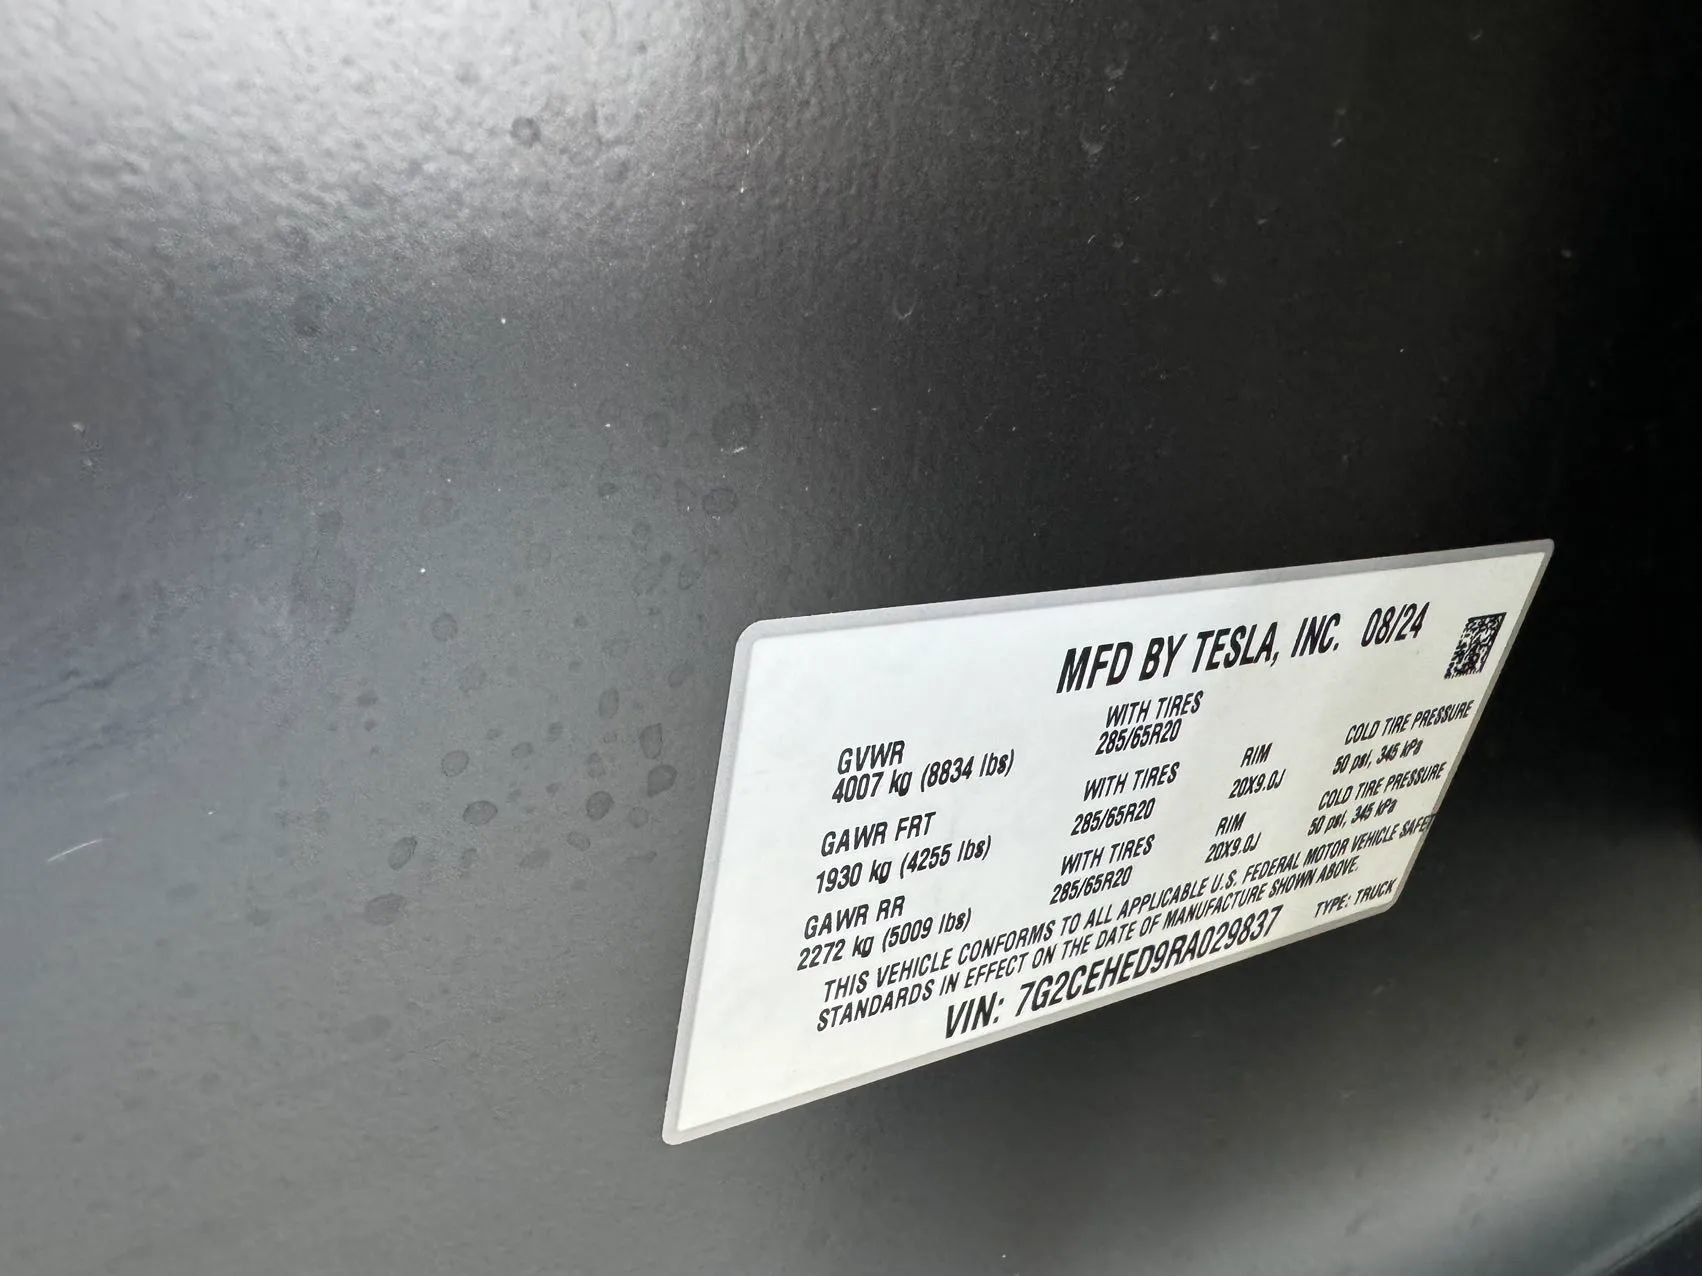 MFD BY TESLA, INC. 08/24
GVWR WITH TIRES
4007 kg (8834 lbs) 285/65R20
GAWR FRT WITH TIRES RIM COLD TIRE PRESSURE
1930 kg (4255 lbs) 285/65R20 20X9.0J 50 psi, 345 kPa
GAWR RR WITH TIRES RIM COLD TIRE PRESSURE
2272 kg (5009 lbs) 285/65R20 20X9.0J 50 psi, 345 kPa
THIS VEHICLE CONFORMS TO ALL APPLICABLE U.S. FEDERAL MOTOR VEHICLE
STANDARDS IN EFFECT ON THE DATE OF MANUFACTURE SHOWN ABOVE.
VIN: 7G2CEHED9RA029837 TYPE: TRUCK